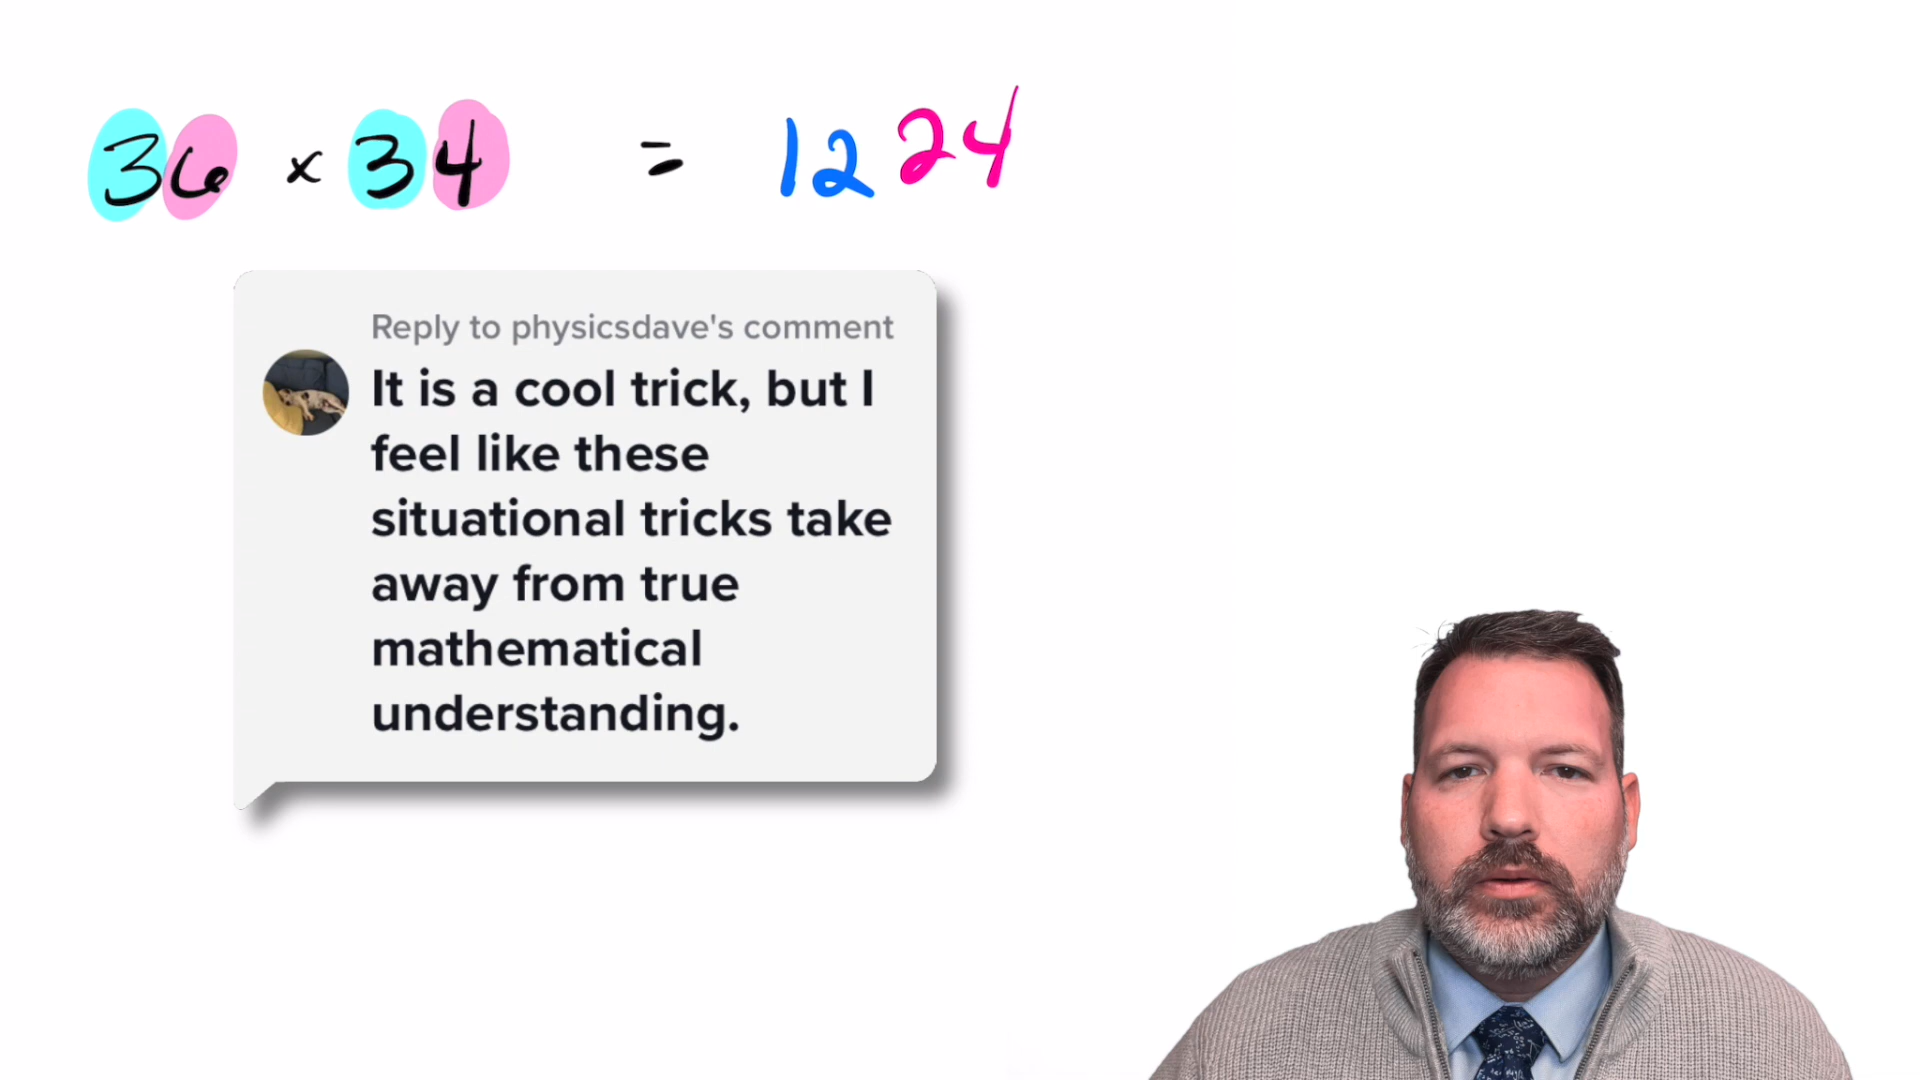 36 x 34 = 1224
Reply to physicsdave's comment
It is a cool trick, but I
feel like these
situational tricks take
away from true
mathematical
understanding.